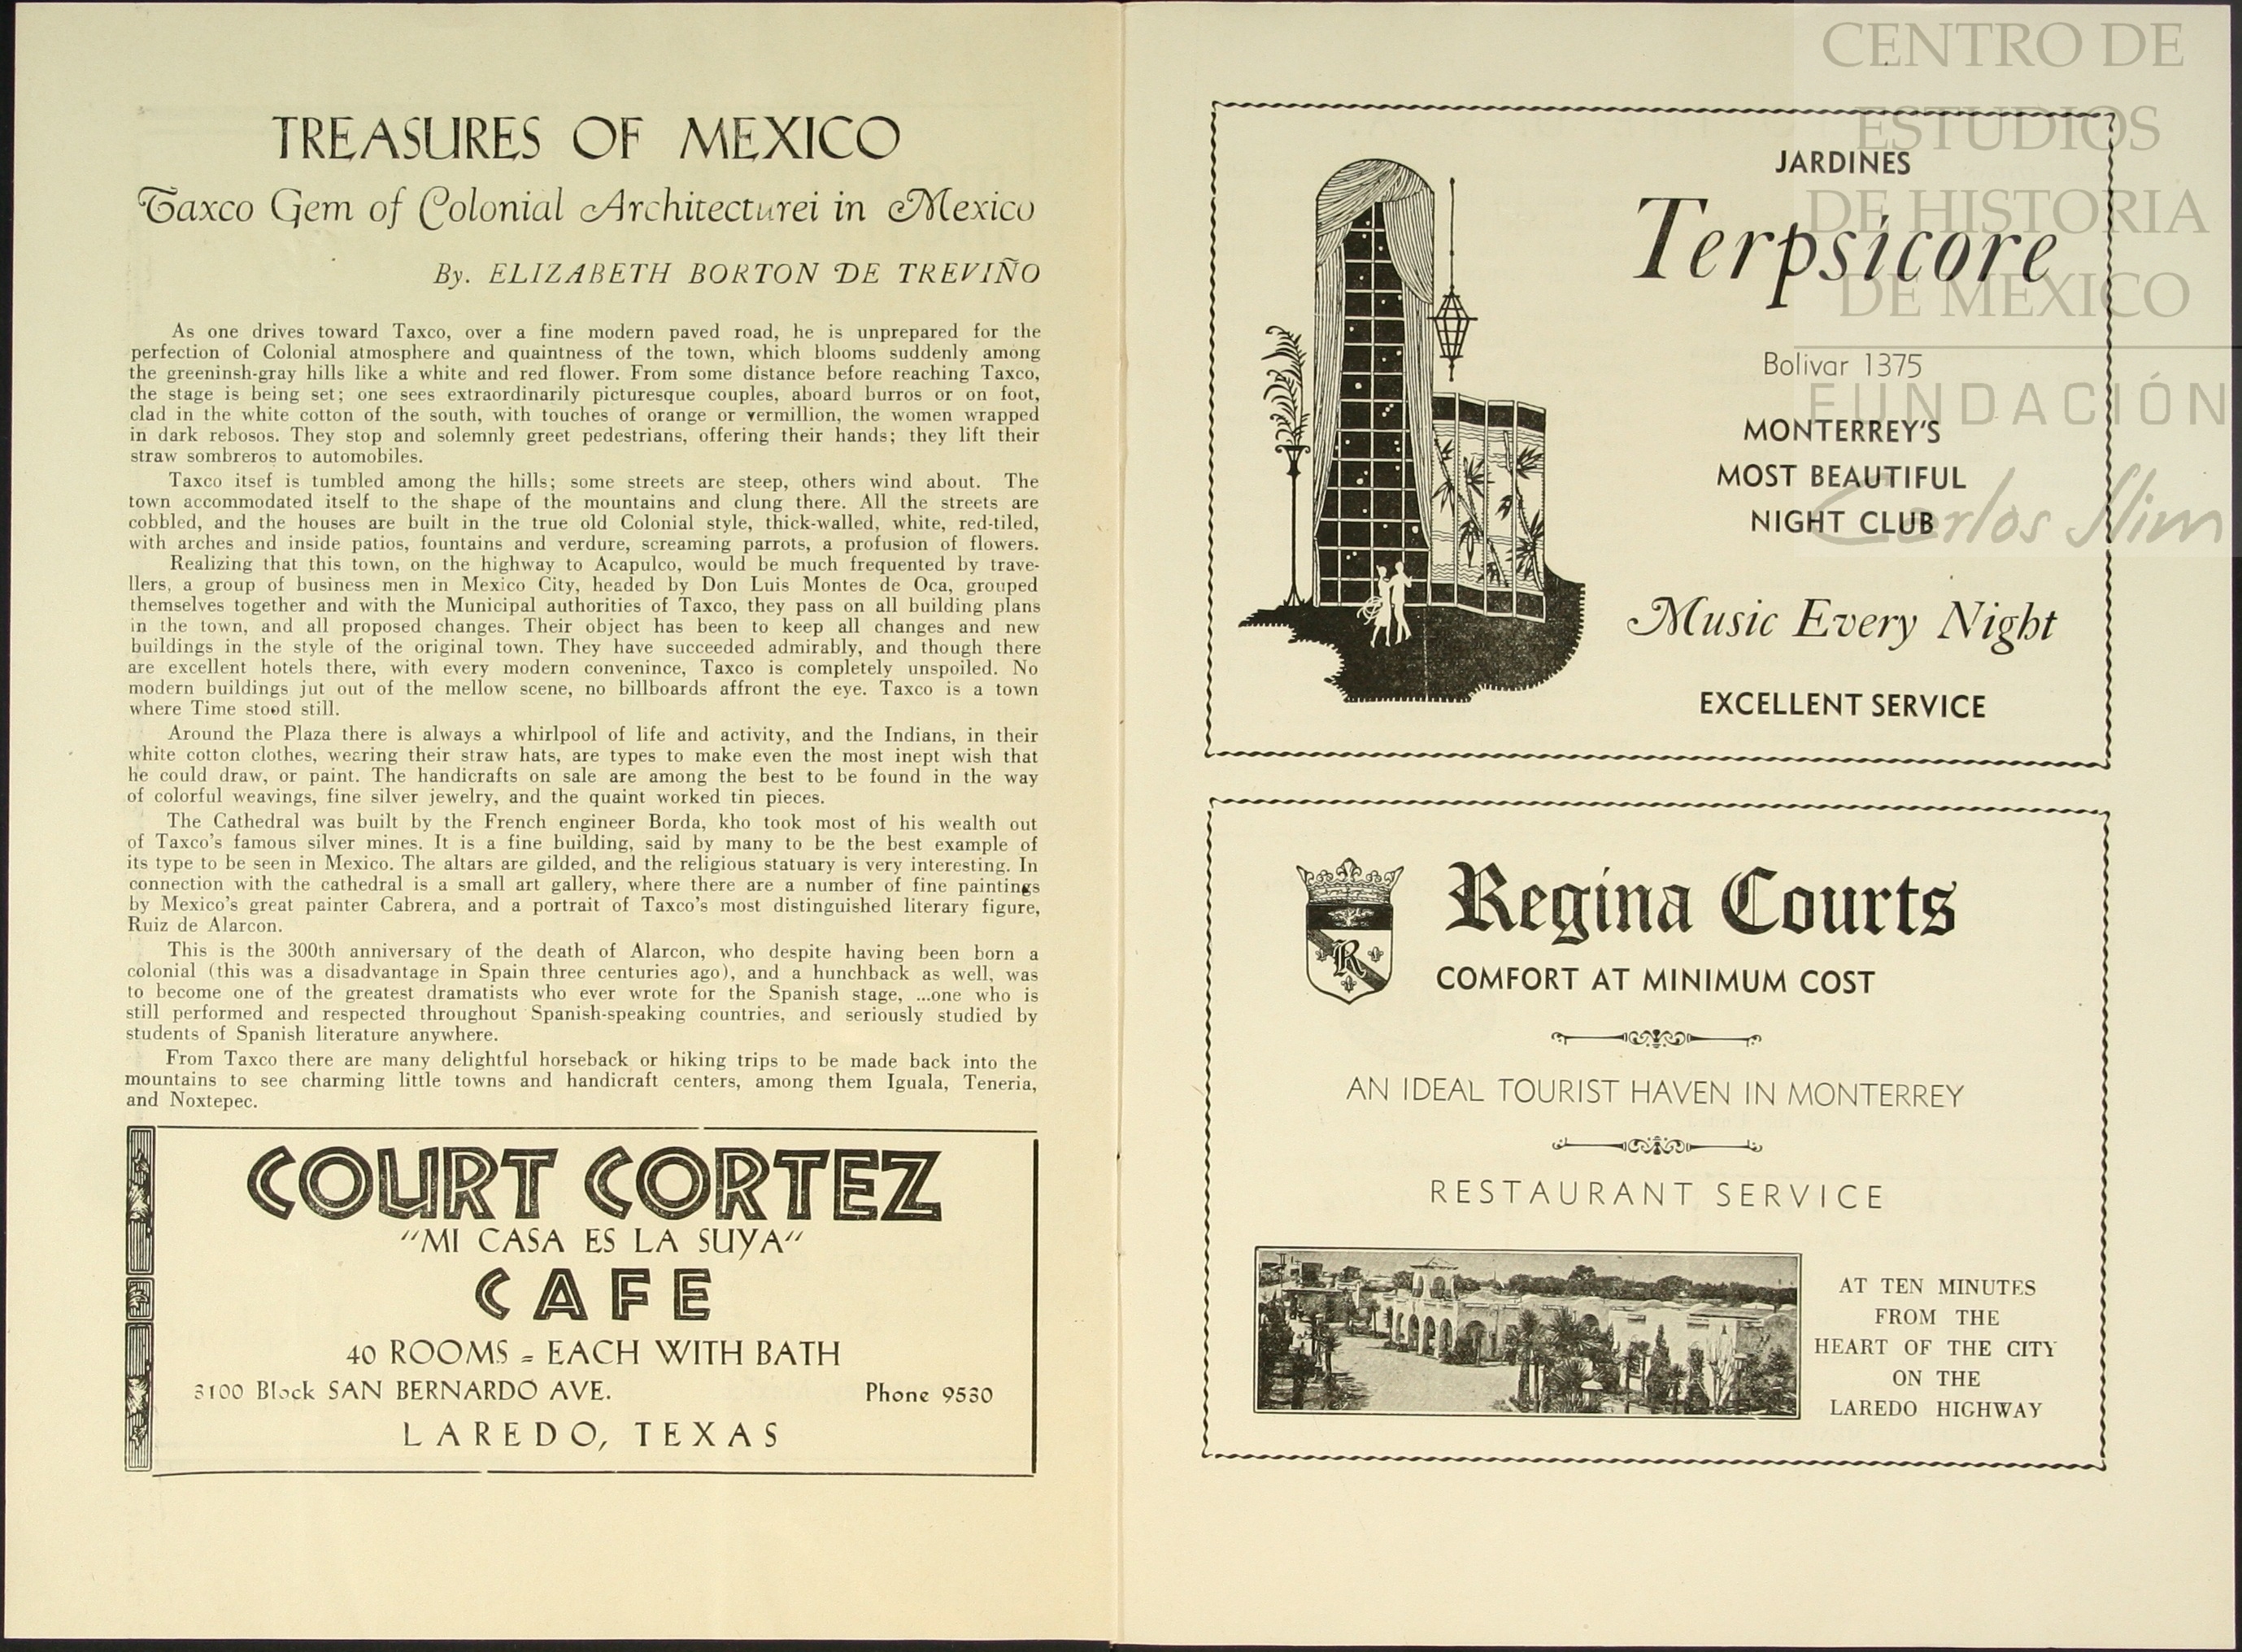 TREASURES OF MEXICO
Taxco Gem of Colonial Architecturei in Mexico
By. ELIZABETH BORTON DE TREVIÑO
As one drives toward Taxco, over a fine modern paved road, he is unprepared for the
perfection of Colonial atmosphere and quaintness of the town, which blooms suddenly among
the greeninsh-gray hills like a white and red flower. From some distance before reaching Taxco,
the stage is being set; one sees extraordinarily picturesque couples, aboard burros or on foot,
clad in the white cotton of the south, with touches of orange or vermillion, the women wrapped
in dark rebosos. They stop and solemnly greet pedestrians, offering their hands; they lift their
straw sombreros to automobiles.
Taxco itsef is tumbled among the hills; some streets are steep, others wind about. The
town accommodated itself to the shape of the mountains and clung there. All the streets are
cobbled, and the houses are built in the true old Colonial style, thick-walled, white, red-tiled,
with arches and inside patios, fountains and verdure, screaming parrots, a profusion of flowers.
Realizing that this town, on the highway to Acapulco, would be much frequented by trave-
llers, a group of business men in Mexico City, headed by Don Luis Montes de Oca, grouped
themselves together and with the Municipal authorities of Taxco, they pass on all building plans
in the town, and all proposed changes. Their object has been to keep all changes and new
buildings in the style of the original town. They have succeeded admirably, and though there
are excellent hotels there, with every modern convenince, Taxco is completely unspoiled. No
modern buildings jut out of the mellow scene, no billboards affront the eye. Taxco is a town
where Time stood still.
Around the Plaza there is always a whirlpool of life and activity, and the Indians, in their
white cotton clothes, wearing their straw hats, are types to make even the most inept wish that
he could draw, or paint. The handicrafts on sale are among the best to be found in the way
of colorful weavings, fine silver jewelry, and the quaint worked tin pieces.
The Cathedral was built by the French engineer Borda, kho took most of his wealth out
of Taxco's famous silver mines. It is a fine building, said by many to be the best example of
its type to be seen in Mexico. The altars are gilded, and the religious statuary is very interesting. In
connection with the cathedral is a small art gallery, where there are a number of fine paintings
by Mexico's great painter Cabrera, and a portrait of Taxco's most distinguished literary figure,
Ruiz de Alarcon.
This is the 300th anniversary of the death of Alarcon, who despite having been born a
colonial (this was a disadvantage in Spain three centuries ago), and a hunchback as well, was
to become one of the greatest dramatists who ever wrote for the Spanish stage, ...one who is
still performed and respected throughout Spanish-speaking countries, and seriously studied by
students of Spanish literature anywhere.
From Taxco there are many delightful horseback or hiking trips to be made back into the
mountains to see charming little towns and handicraft centers, among them Iguala, Teneria,
and Noxtepec.
COURT CORTEZ
"MI CASA ES LA SUYA"
CAFE
40 ROOMS = EACH WITH BATH
3100 Block SAN BERNARDO AVE. Phone 9530
LAREDO, TEXAS
JARDINES
Terpsicore
Bolivar 1375
MONTERREY'S
MOST BEAUTIFUL
NIGHT CLUB
Music Every Night
EXCELLENT SERVICE
R
Regina Courts
COMFORT AT MINIMUM COST
AN IDEAL TOURIST HAVEN IN MONTERREY
RESTAURANT SERVICE
AT TEN MINUTES
FROM THE
HEART OF THE CITY
ON THE
LAREDO HIGHWAY
CENTRO DE
ESTUDIOS
DE HISTORIA
DE MEXICO
FUNDACIÓN
Carlos Slim